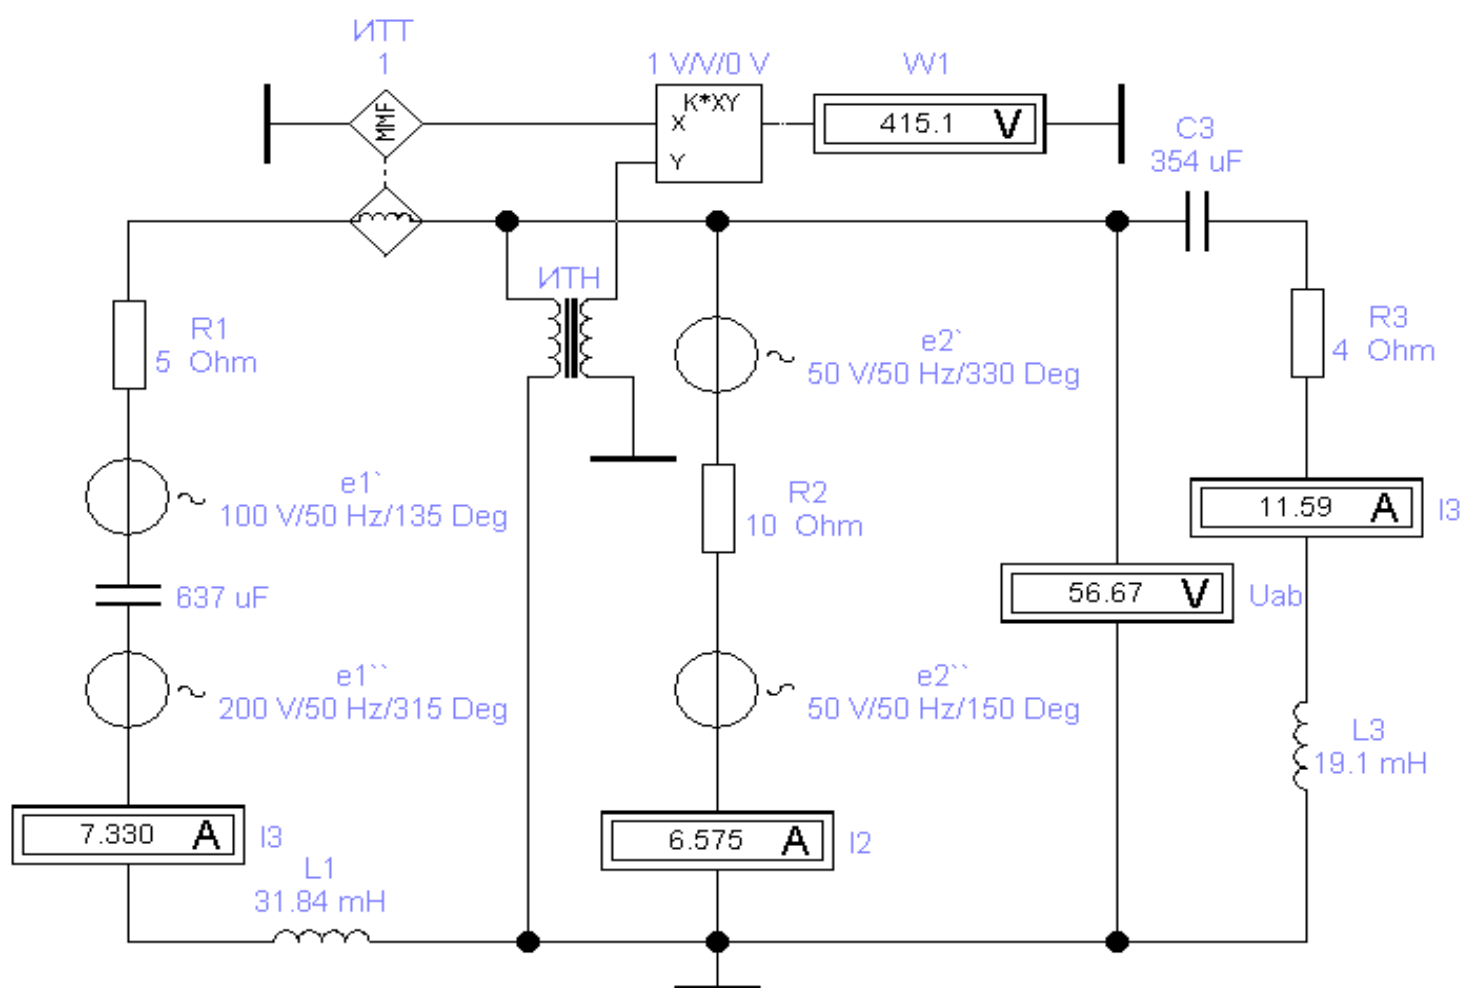 ИТТ
1
MMF
1 V/V/0 V
K*XY
X
Y
W1
415.1 V
C3
354 uF
ИТН
R1
5 Ohm
e2`
50 V/50 Hz/330 Deg
R3
4 Ohm
e1`
100 V/50 Hz/135 Deg
R2
10 Ohm
11.59 A
I3
637 uF
56.67 V
Uab
e1``
200 V/50 Hz/315 Deg
e2``
50 V/50 Hz/150 Deg
L3
19.1 mH
7.330 A
I3
6.575 A
I2
L1
31.84 mH